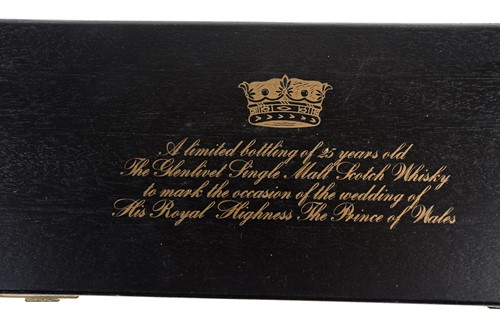 A limited bottling of 25 years old
The Glenlivet Single Malt Scotch Whisky
to mark the occasion of the wedding of
His Royal Highness The Prince of Wales